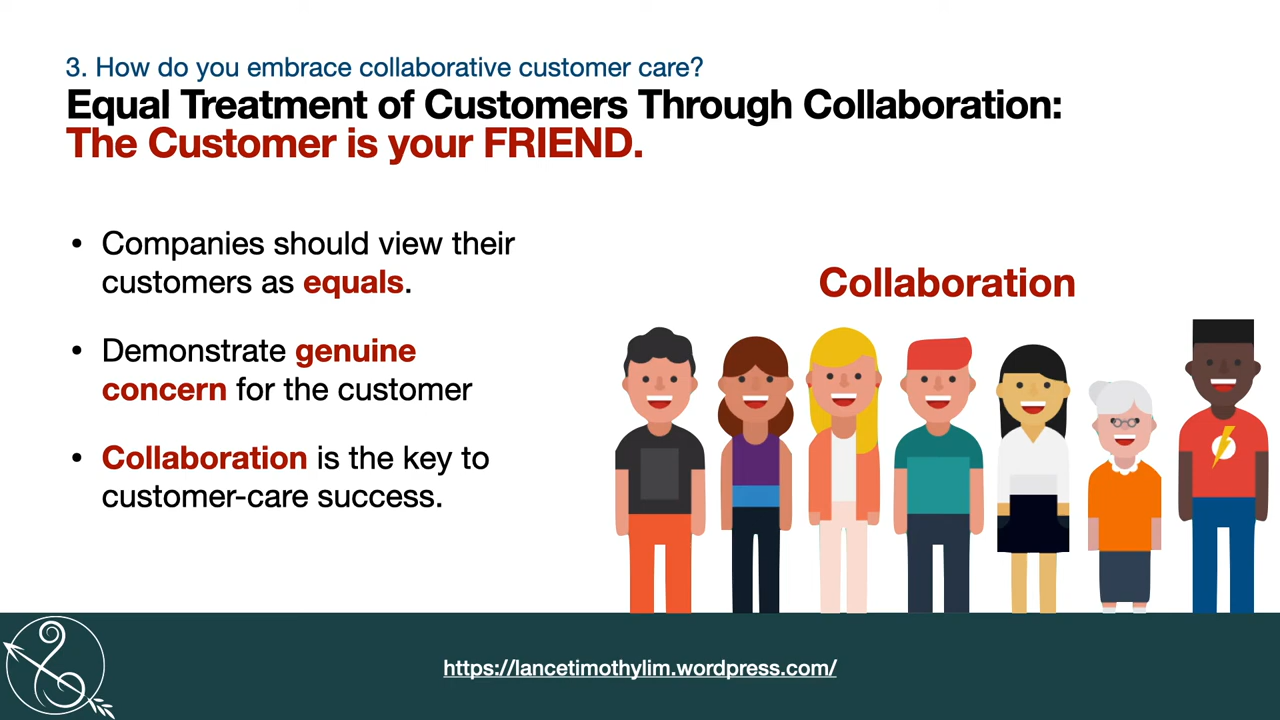 3. How do you embrace collaborative customer care?
Equal Treatment of Customers Through Collaboration:
The Customer is your FRIEND.
• Companies should view their
customers as equals.
• Demonstrate genuine
concern for the customer
• Collaboration is the key to
customer-care success.
Collaboration
https://lancetimothylim.wordpress.com/